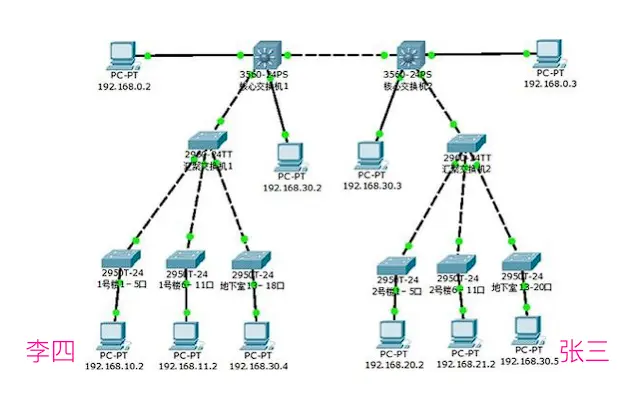 PC-PT
192.168.0.2
3560-24PS
核心交换机1
3560-24PS
核心交换机2
PC-PT
192.168.0.3
2960-24TT
汇聚交换机1
PC-PT
192.168.30.2
PC-PT
192.168.30.3
2960-24TT
汇聚交换机2
2950T-24
1号楼1-5口
2950T-24
1号楼6-11口
2950T-24
地下室13-18口
2950T-24
2号楼1-5口
2950T-24
2号楼6-11口
2950T-24
地下室13-20口
李四
PC-PT
192.168.10.2
PC-PT
192.168.11.2
PC-PT
192.168.30.4
PC-PT
192.168.20.2
PC-PT
192.168.21.2
PC-PT
192.168.30.5
张三